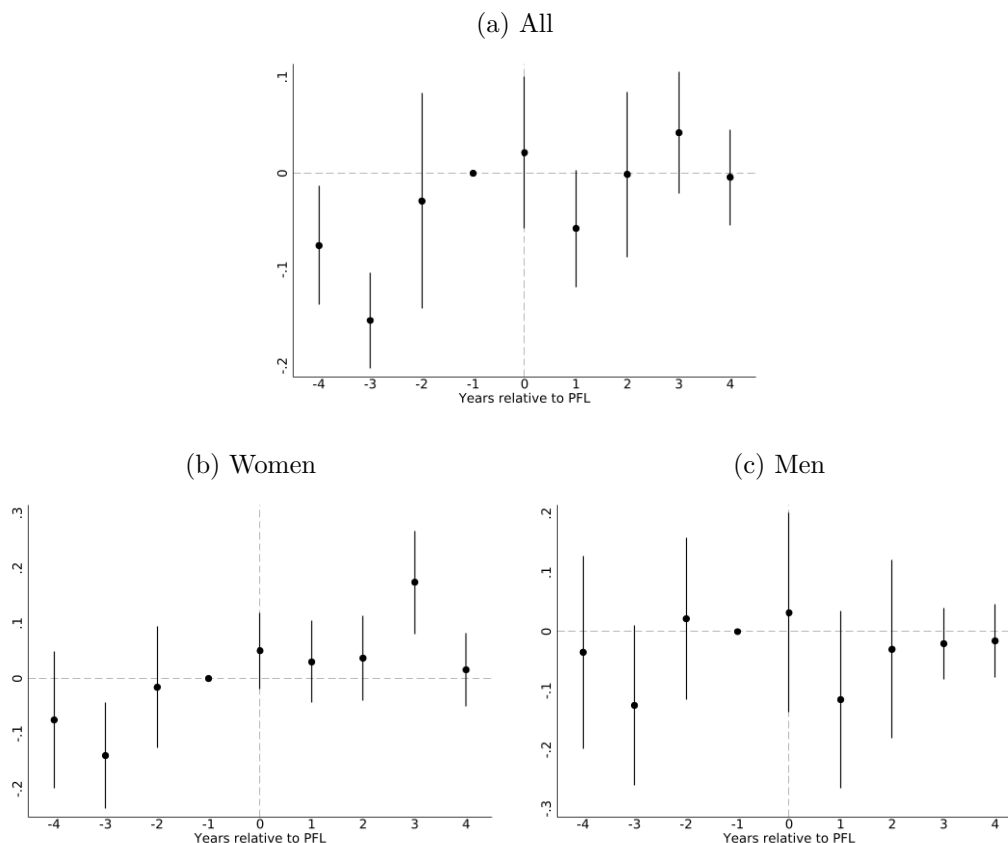 (a) All
.1
0
-.1
-.2
-4 -3 -2 -1 0 1 2 3 4
Years relative to PFL
(b) Women
.3
.2
.1
0
-.1
-.2
-4 -3 -2 -1 0 1 2 3 4
Years relative to PFL
(c) Men
.2
.1
0
-.1
-.2
-.3
-4 -3 -2 -1 0 1 2 3 4
Years relative to PFL